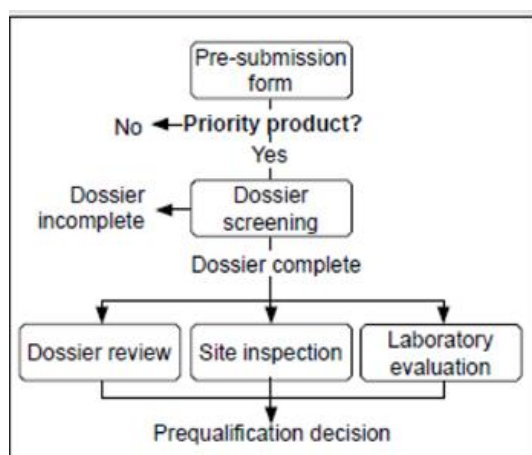 Pre-submission
form
No
Priority product?
Yes
Dossier
incomplete
Dossier
screening
Dossier complete
Dossier review
Site inspection
Laboratory
evaluation
Prequalification decision